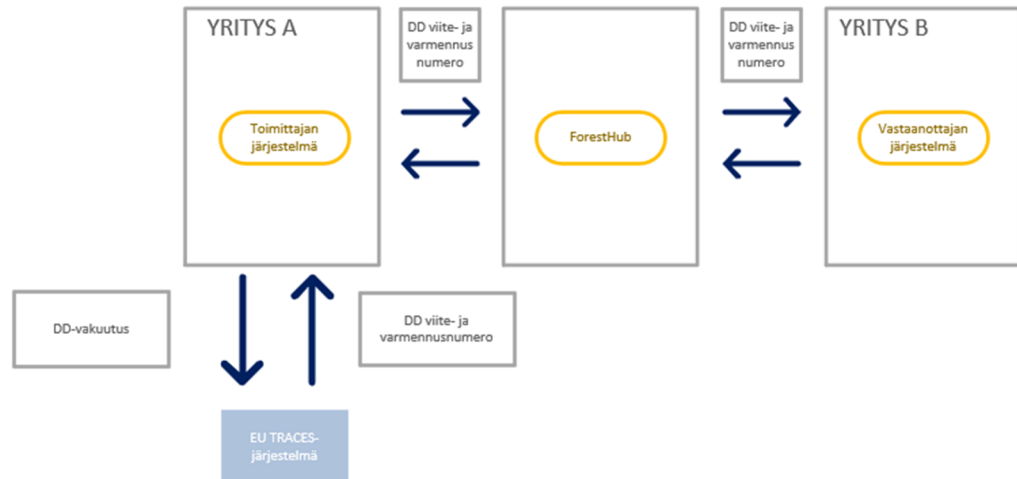 YRITYS A
DD viite- ja
varmennus
numero
DD viite- ja
varmennus
numero
YRITYS B
Toimittajan
järjestelmä
ForestHub
Vastaanottajan
järjestelmä
DD-vakuutus
DD viite- ja
varmennusnumero
EU TRACES-
järjestelmä